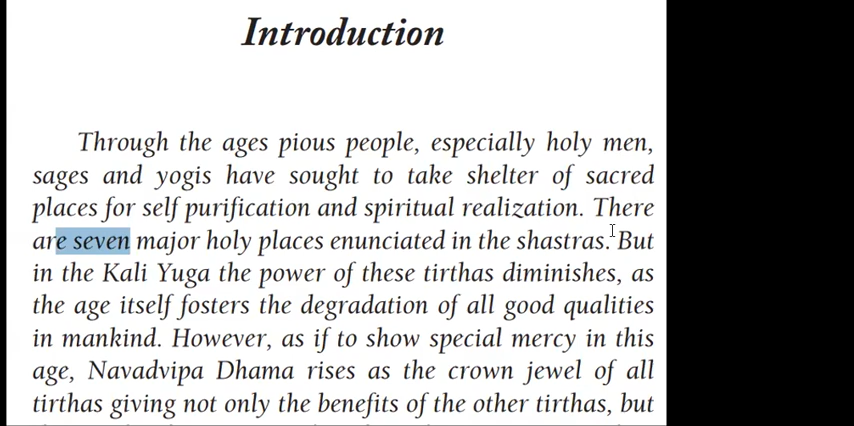 Introduction
Through the ages pious people, especially holy men,
sages and yogis have sought to take shelter of sacred
places for self purification and spiritual realization. There
are seven major holy places enunciated in the shastras. But
in the Kali Yuga the power of these tirthas diminishes, as
the age itself fosters the degradation of all good qualities
in mankind. However, as if to show special mercy in this
age, Navadvipa Dhama rises as the crown jewel of all
tirthas giving not only the benefits of the other tirthas, but